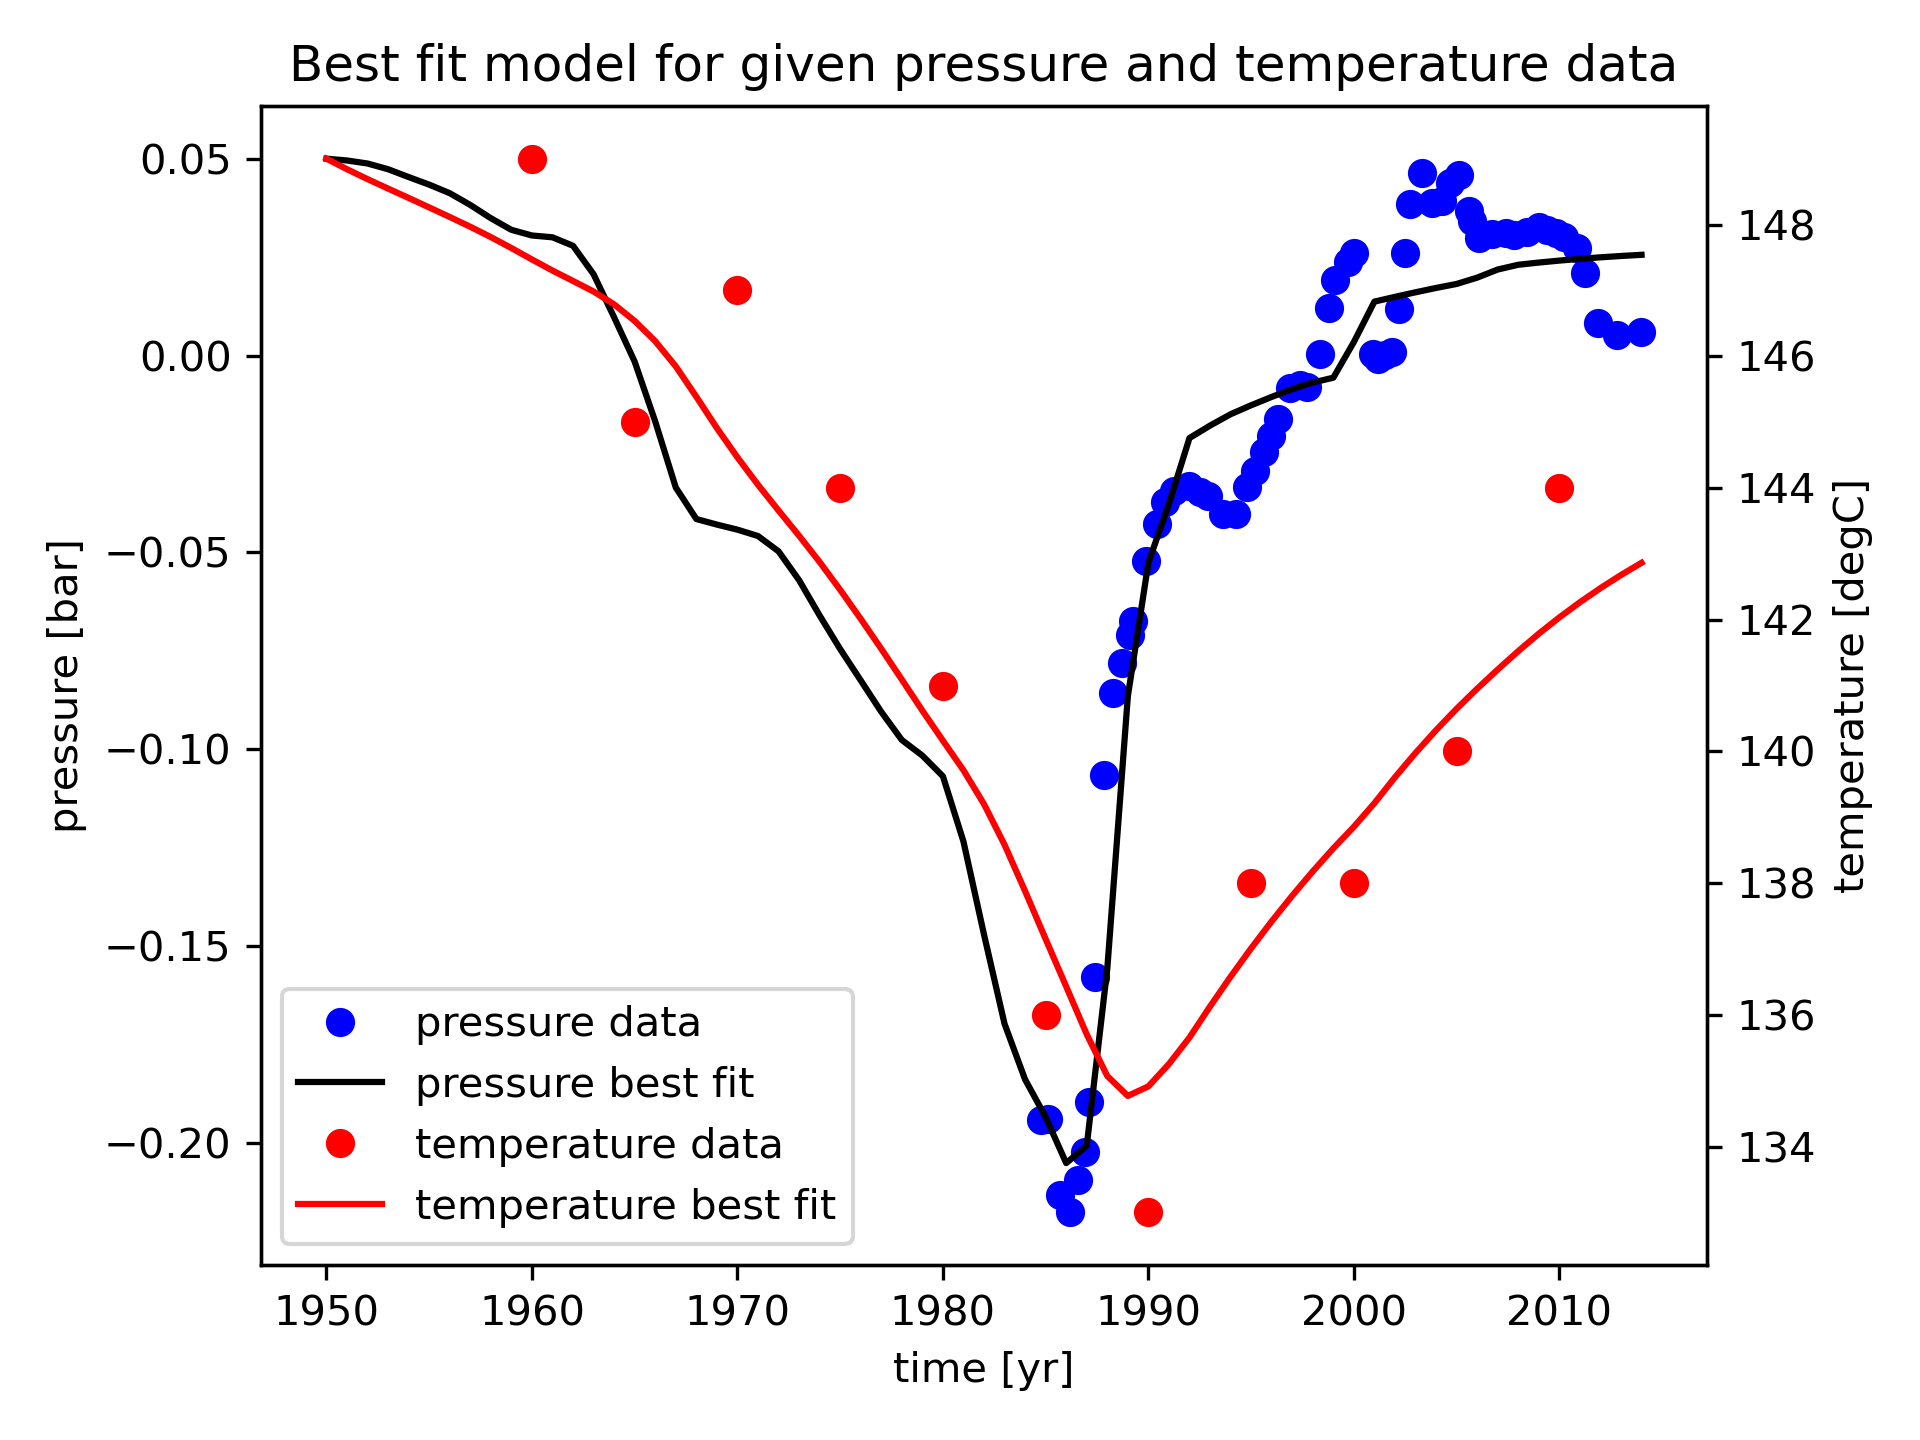 Best fit model for given pressure and temperature data
0.05
0.00
−0.05
−0.10
−0.15
−0.20
pressure [bar]
148
146
144
142
140
138
136
134
temperature [degC]
pressure data
pressure best fit
temperature data
temperature best fit
1950 1960 1970 1980 1990 2000 2010
time [yr]